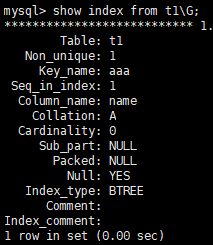 mysql> show index from t1\G;
*************************** 1.
Table: t1
Non_unique: 1
Key_name: aaa
Seq_in_index: 1
Column_name: name
Collation: A
Cardinality: 0
Sub_part: NULL
Packed: NULL
Null: YES
Index_type: BTREE
Comment:
Index_comment:
1 row in set (0.00 sec)